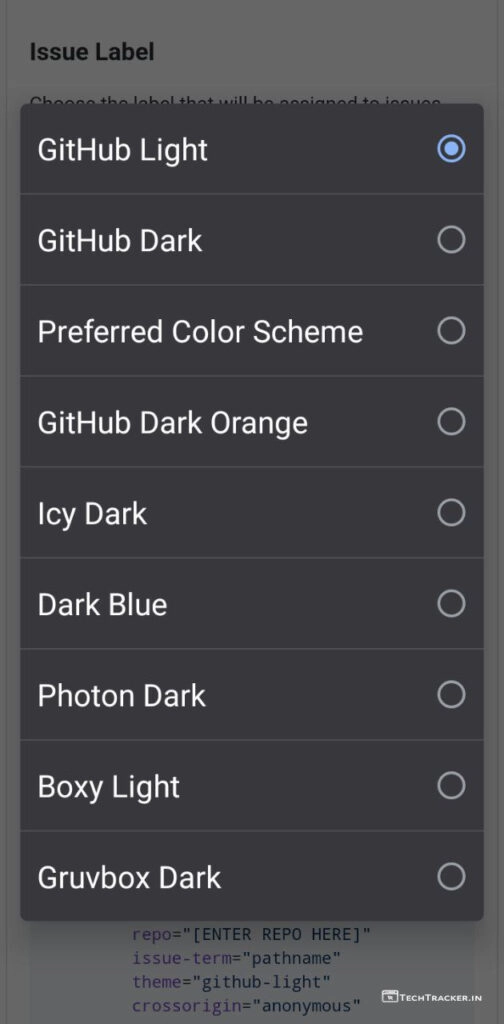 Issue Label
Choose the label that will be assigned to issues
GitHub Light
GitHub Dark
Preferred Color Scheme
GitHub Dark Orange
Icy Dark
Dark Blue
Photon Dark
Boxy Light
Gruvbox Dark
repo="[ENTER REPO HERE]"
issue-term="pathname"
theme="github-light"
crossorigin="anonymous"
TECHTRACKER.IN